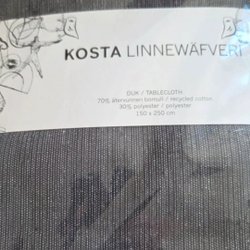 KOSTA LINNEWÄFVERI
DUK / TABLECLOTH
70% återvunnen bomull / recycled cotton
30% polyester / polyester
150 x 250 cm